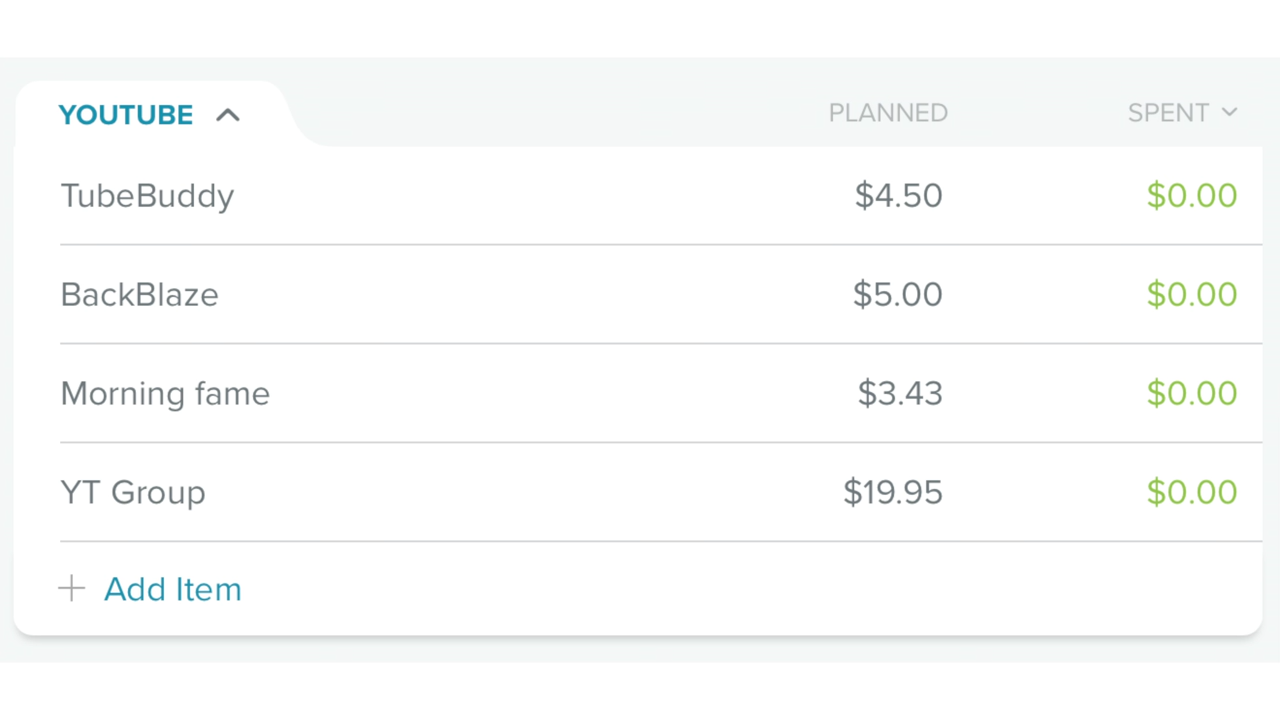 YOUTUBE PLANNED SPENT
TubeBuddy $4.50 $0.00
BackBlaze $5.00 $0.00
Morning fame $3.43 $0.00
YT Group $19.95 $0.00
+ Add Item